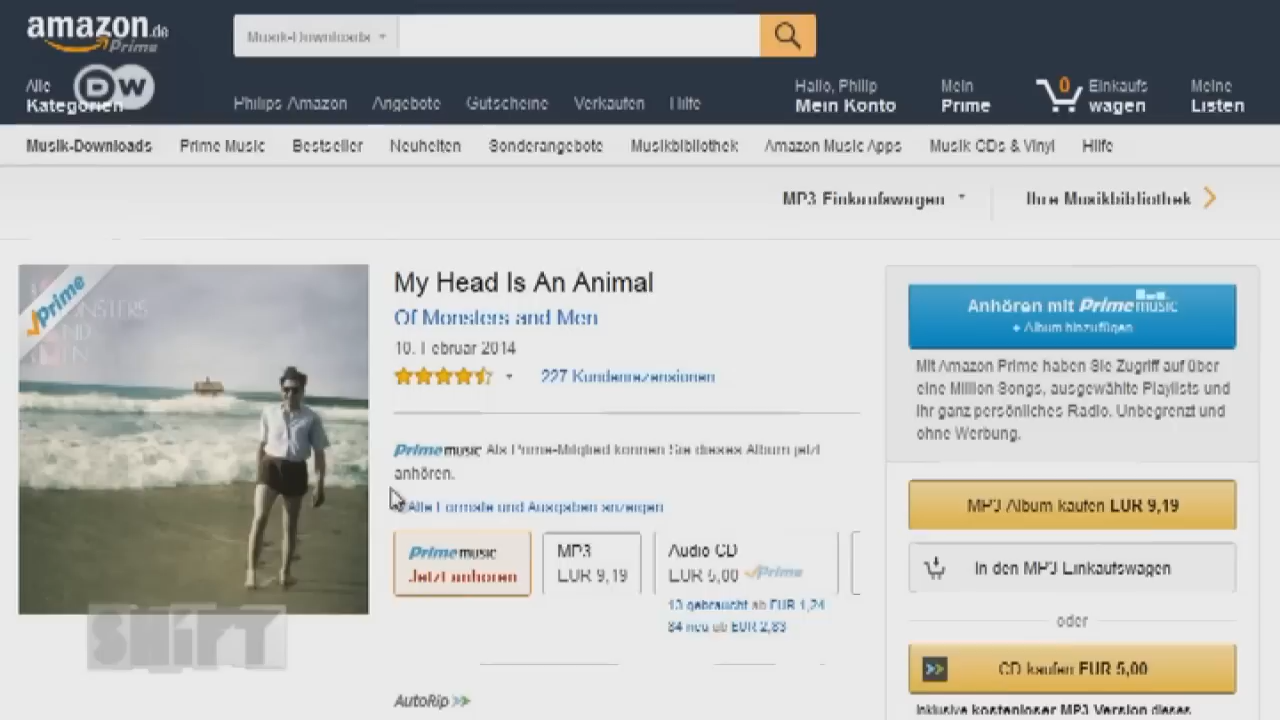 amazon.de
Prime
Musik-Downloads
Alle
Kategorien
DW
Philips Amazon Angebote Gutscheine Verkaufen Hilfe
Hallo, Philip
Mein Konto
Mein
Prime
0
Einkaufs
wagen
Meine
Listen
Musik-Downloads Prime Music Bestseller Neuheiten Sonderangebote Musikbibliothek Amazon Music Apps Musik CDs & Vinyl Hilfe
MP3 Einkaufswagen
Ihre Musikbibliothek
Prime
My Head Is An Animal
Of Monsters and Men
10. Februar 2014
227 Kundenrezensionen
Prime music Als Prime-Mitglied können Sie dieses Album jetzt
anhören.
Alle Formate und Ausgaben anzeigen
Prime music
Jetzt anhören
MP3
EUR 9,19
Audio CD
EUR 5,00 Prime
13 gebraucht ab EUR 1,24
84 neu ab EUR 2,83
AutoRip
Anhören mit Prime music
+ Album hinzufügen
Mit Amazon Prime haben Sie Zugriff auf über
eine Million Songs, ausgewählte Playlists und
Ihr ganz persönliches Radio. Unbegrenzt und
ohne Werbung.
MP3 Album kaufen EUR 9,19
In den MP3 Einkaufswagen
oder
CD kaufen EUR 5,00
Inklusive kostenloser MP3 Version dieses
SHIFT